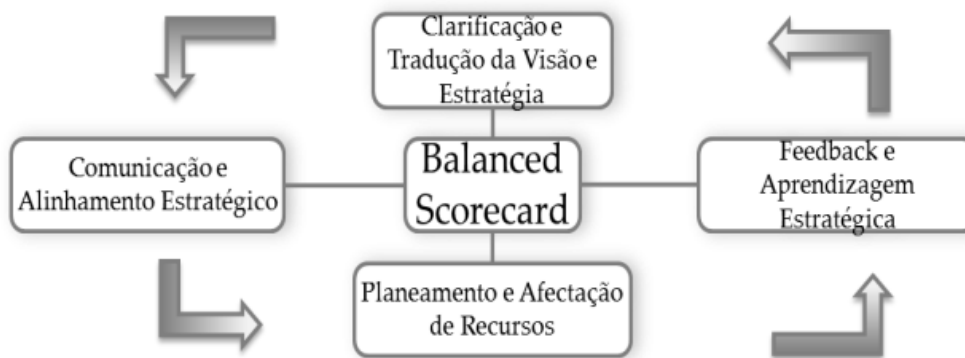 Clarificação e
Tradução da Visão e
Estratégia
Comunicação e
Alinhamento Estratégico
Balanced
Scorecard
Feedback e
Aprendizagem
Estratégica
Planeamento e Afectação
de Recursos